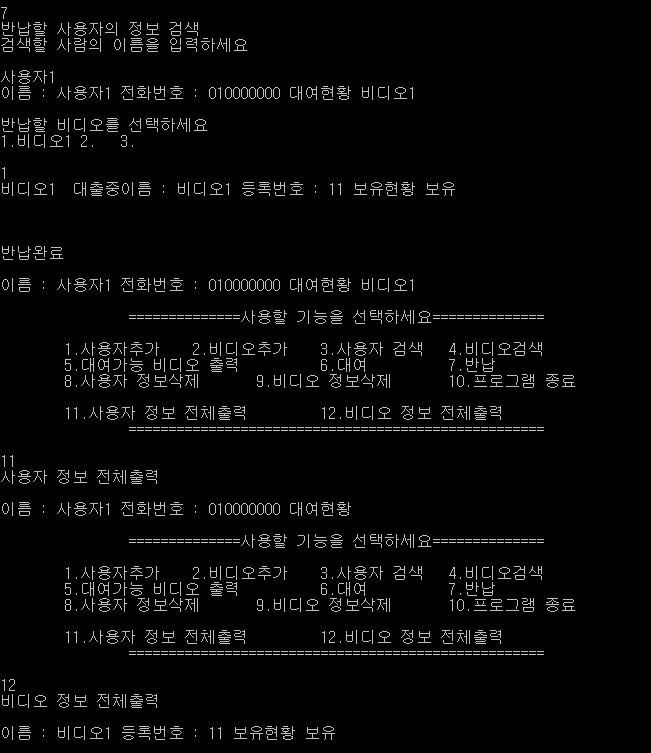 7
반납할 사용자의 정보 검색
검색할 사람의 이름을 입력하세요
사용자1
이름 : 사용자1 전화번호 : 010000000 대여현황 비디오1
반납할 비디오를 선택하세요
1.비디오1 2. 3.
1
비디오1 대출중이름 : 비디오1 등록번호 : 11 보유현황 보유
반납완료
이름 : 사용자1 전화번호 : 010000000 대여현황 비디오1
==============사용할 기능을 선택하세요==============
1.사용자추가 2.비디오추가 3.사용자 검색 4.비디오검색
5.대여가능 비디오 출력 6.대여 7.반납
8.사용자 정보삭제 9.비디오 정보삭제 10.프로그램 종료
11.사용자 정보 전체출력 12.비디오 정보 전체출력
====================================================
11
사용자 정보 전체출력
이름 : 사용자1 전화번호 : 010000000 대여현황
==============사용할 기능을 선택하세요==============
1.사용자추가 2.비디오추가 3.사용자 검색 4.비디오검색
5.대여가능 비디오 출력 6.대여 7.반납
8.사용자 정보삭제 9.비디오 정보삭제 10.프로그램 종료
11.사용자 정보 전체출력 12.비디오 정보 전체출력
====================================================
12
비디오 정보 전체출력
이름 : 비디오1 등록번호 : 11 보유현황 보유